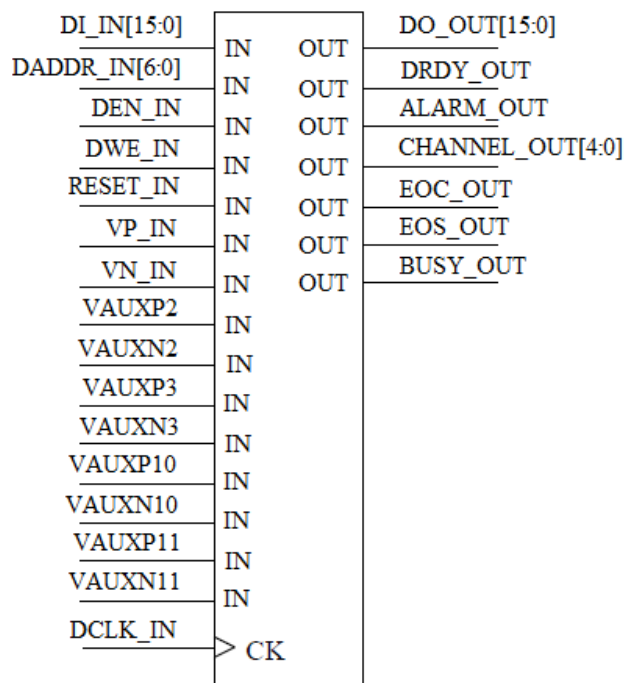 DI_IN[15:0] IN OUT DO_OUT[15:0]
DADDR_IN[6:0] IN OUT DRDY_OUT
DEN_IN IN OUT ALARM_OUT
DWE_IN IN OUT CHANNEL_OUT[4:0]
RESET_IN IN OUT EOC_OUT
VP_IN IN OUT EOS_OUT
VN_IN IN OUT BUSY_OUT
VAUXP2 IN
VAUXN2 IN
VAUXP3 IN
VAUXN3 IN
VAUXP10 IN
VAUXN10 IN
VAUXP11 IN
VAUXN11 IN
DCLK_IN CK